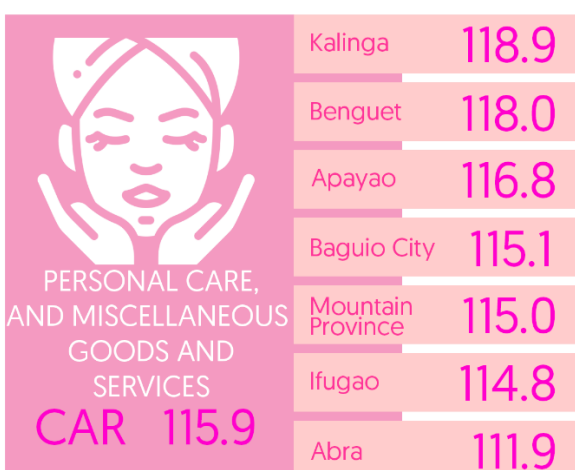 PERSONAL CARE,
AND MISCELLANEOUS
GOODS AND
SERVICES
CAR 115.9
Kalinga 118.9
Benguet 118.0
Apayao 116.8
Baguio City 115.1
Mountain
Province 115.0
Ifugao 114.8
Abra 111.9